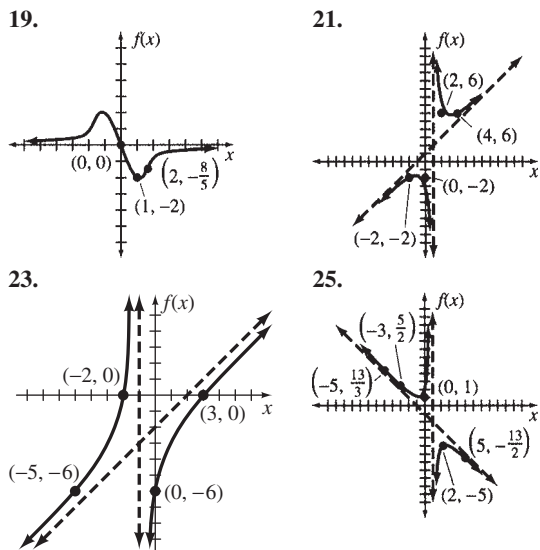 19.
f(x)
(0, 0)
x
(2, -8/5)
(1, -2)
21.
f(x)
(2, 6)
(4, 6)
x
(0, -2)
(-2, -2)
23.
f(x)
(-2, 0)
(3, 0)
x
(-5, -6)
(0, -6)
25.
f(x)
(-3, 5/2)
(-5, 13/3)
(0, 1)
x
(5, -13/2)
(2, -5)